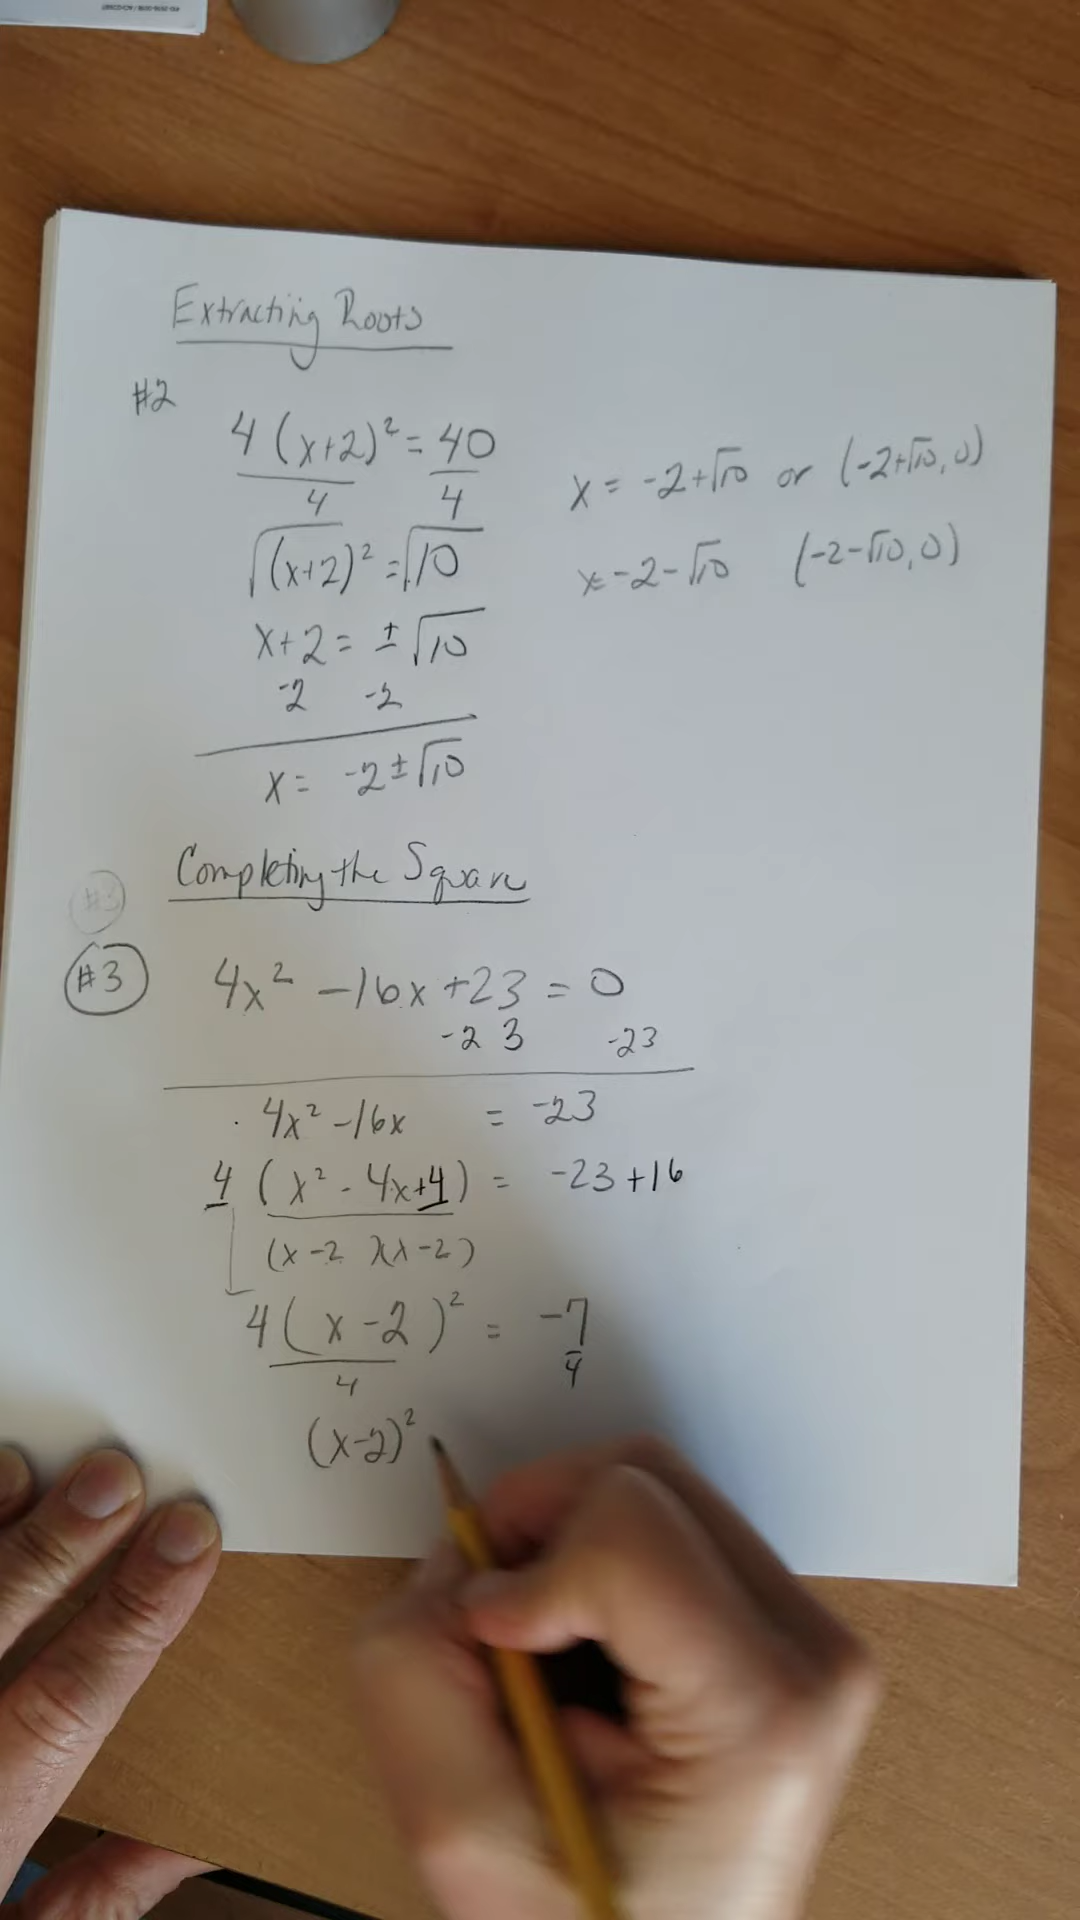 Extracting Roots
#2
4(x+2)² = 40
4 4
√(x+2)² = √10
x+2 = ±√10
-2 -2
x = -2±√10
x = -2+√10 or (-2+√10, 0)
x = -2-√10 (-2-√10, 0)
Completing the Square
#3
#3 4x² -16x +23 = 0
-23 -23
4x² -16x = -23
4 (x² - 4x+4) = -23+16
(x-2)(x-2)
4(x-2)² = -7
4 4
(x-2)²